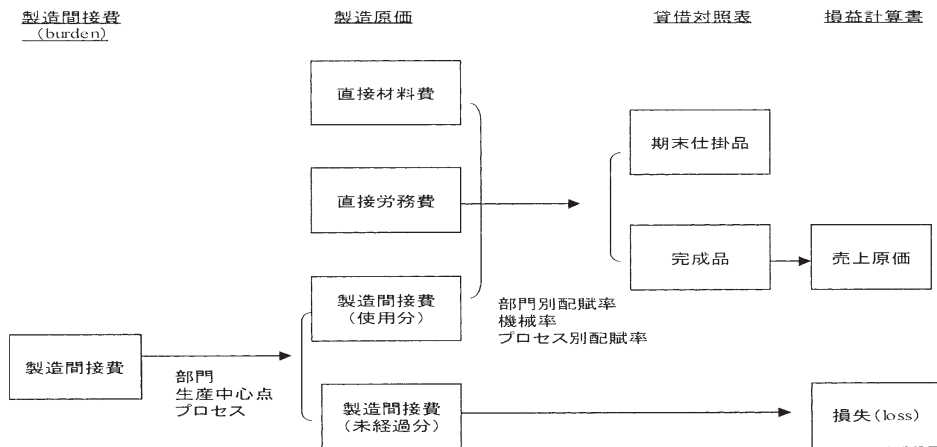 製造間接費
(burden)
製造原価
貸借対照表
損益計算書
直接材料費
期末仕掛品
直接労務費
完成品
売上原価
製造間接費
(使用分)
部門別配賦率
機械率
プロセス別配賦率
製造間接費
部門
生産中心点
プロセス
製造間接費
(未経過分)
損失(loss)